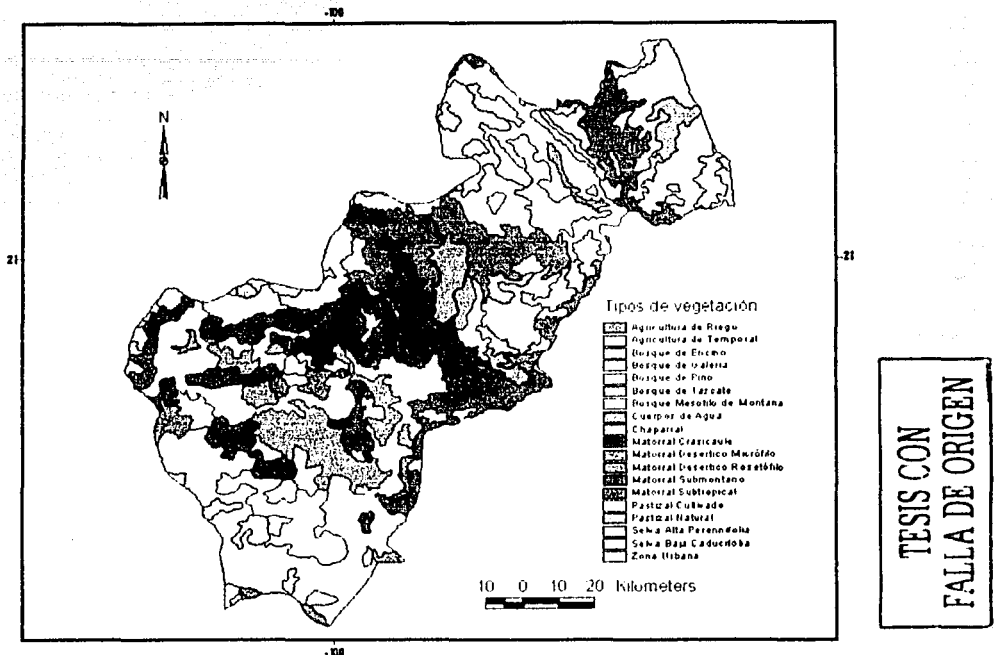 -100
N
21
21
Tipos de vegetación
Agricultura de Riego
Agricultura de Temporal
Bosque de Encino
Bosque de Galeria
Bosque de Pino
Bosque de Tazcate
Bosque Mesofilo de Montana
Cuerpos de Agua
Chaparral
Matorral Crasicaule
Matorral Desertico Microfilo
Matorral Desertico Rosetofilo
Matorral Submontano
Matorral Subtropical
Pastizal Cultivado
Pastizal Natural
Selva Alta Perennifolia
Selva Baja Caducifolia
Zona Urbana
10 0 10 20 Kilometers
-100
TESIS CON
FALLA DE ORIGEN